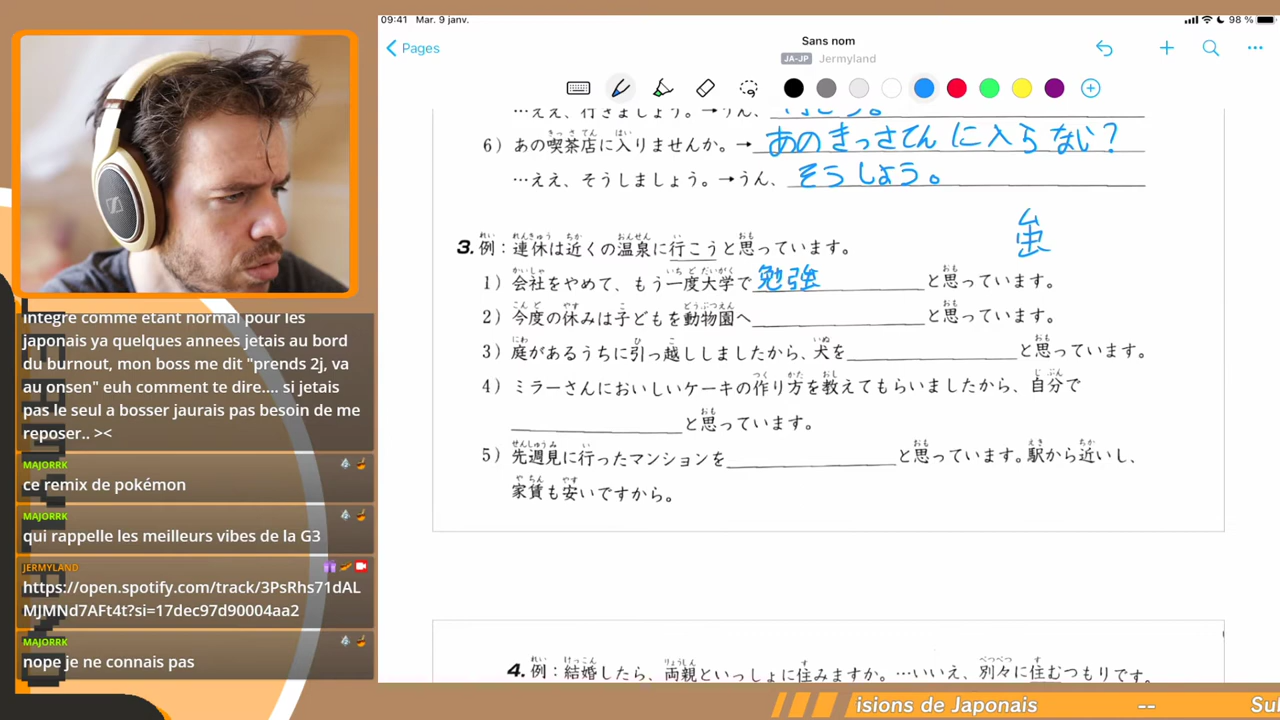 09:41 Mar. 9 janv.
98 %
Pages
Sans nom
JA-JP Jermyland
…ええ、行きましょう。→うん、行こう。
6）あの喫茶店に入りませんか。→ あのきっさてんに入らない？
…ええ、そうしましょう。→うん、そうしよう。
3. 例：連休は近くの温泉に行こうと思っています。
1）会社をやめて、もう一度大学で勉強と思っています。
2）今度の休みは子どもを動物園へと思っています。
3）庭があるうちに引っ越ししましたから、犬をと思っています。
4）ミラーさんにおいしいケーキの作り方を教えてもらいましたから、自分で
と思っています。
5）先週見に行ったマンションをと思っています。駅から近いし、
家賃も安いですから。
4. 例：結婚したら、両親といっしょに住みますか。…いいえ、別々に住むつもりです。
integre comme etant normal pour les
japonais ya quelques annees jetais au bord
du burnout, mon boss me dit "prends 2j, va
au onsen" euh comment te dire.... si jetais
pas le seul a bosser jaurais pas besoin de me
reposer.. ><
MAJORRK
ce remix de pokémon
MAJORRK
qui rappelle les meilleurs vibes de la G3
JERMYLAND
https://open.spotify.com/track/3PsRhs71dAL
MJMNd7AFt4t?si=17dec97d90004aa2
MAJORRK
nope je ne connais pas
isions de Japonais -- Sui